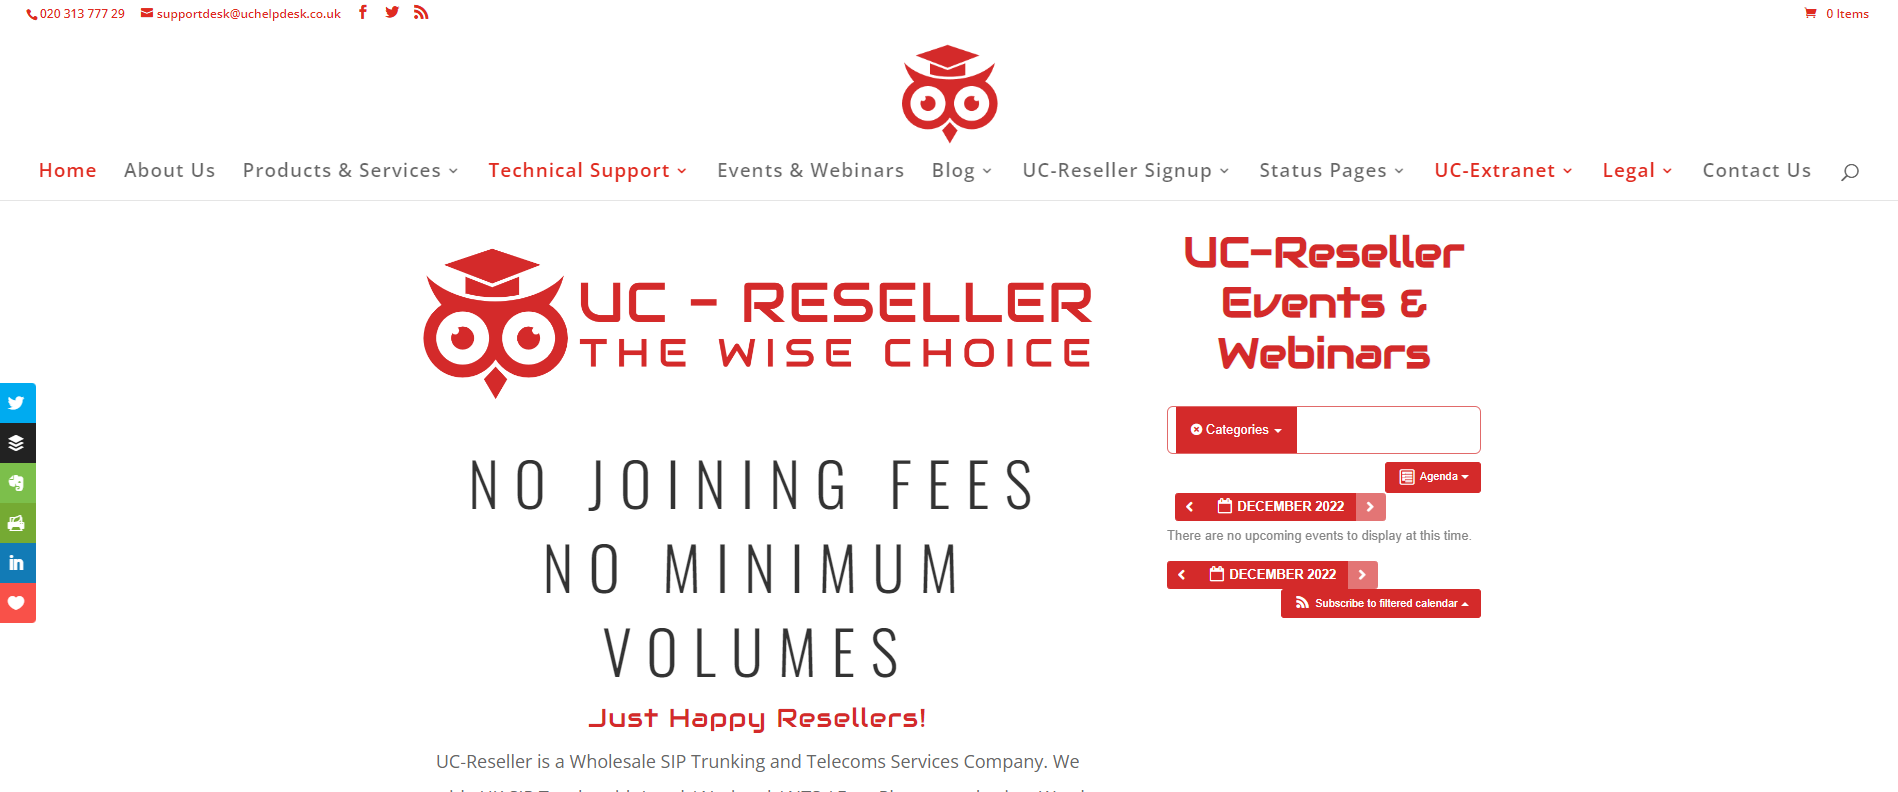 020 313 777 29
supportdesk@uchelpdesk.co.uk
0 Items
Home
About Us
Products & Services
Technical Support
Events & Webinars
Blog
UC-Reseller Signup
Status Pages
UC-Extranet
Legal
Contact Us
UC - RESELLER
THE WISE CHOICE
NO JOINING FEES
NO MINIMUM
VOLUMES
Just Happy Resellers!
UC-Reseller is a Wholesale SIP Trunking and Telecoms Services Company. We
UC-Reseller
Events &
Webinars
Categories
Agenda
DECEMBER 2022
There are no upcoming events to display at this time.
DECEMBER 2022
Subscribe to filtered calendar